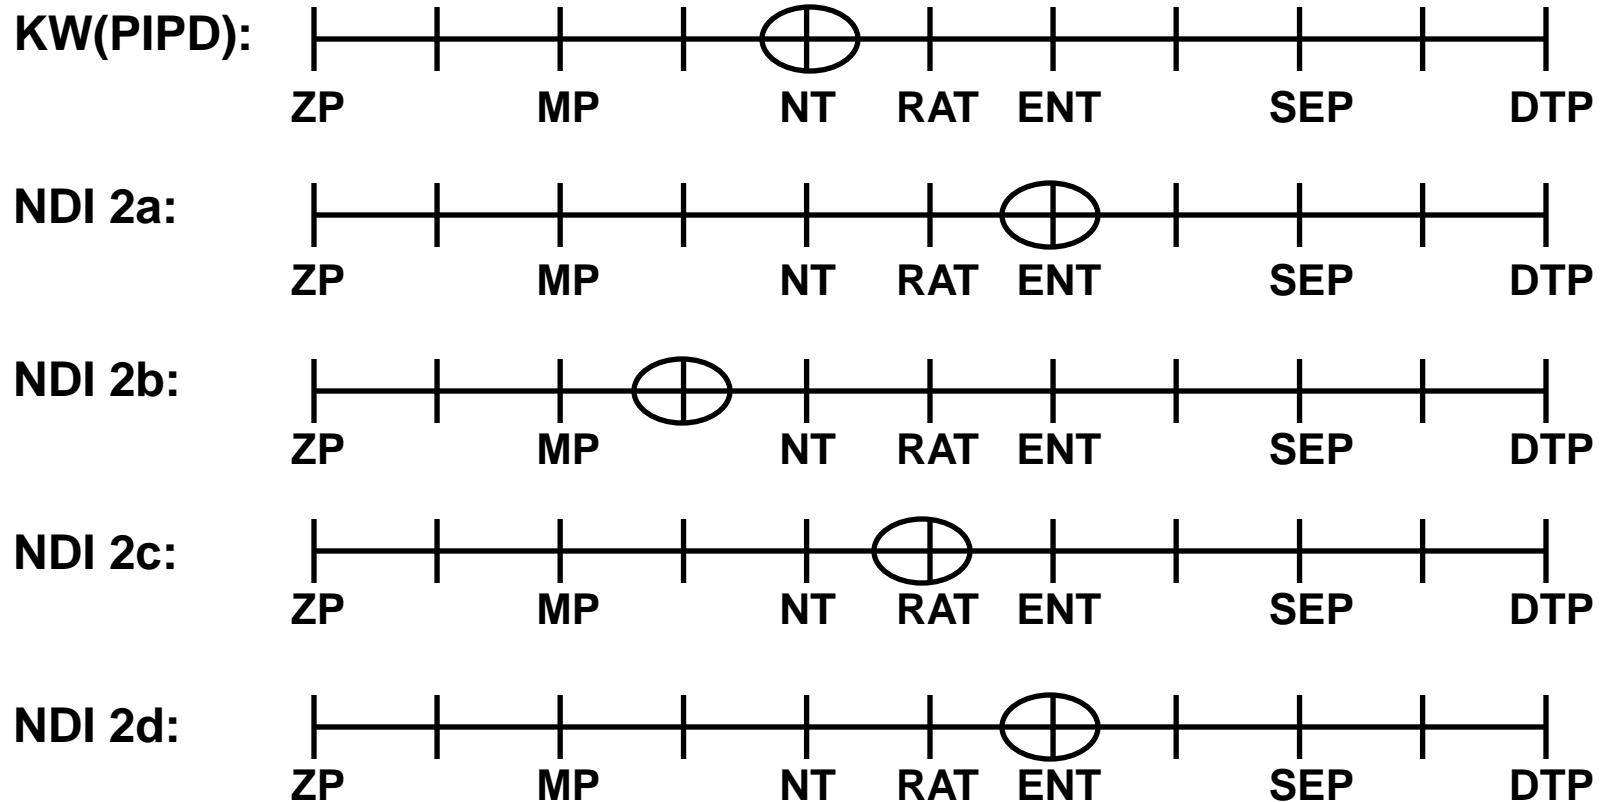 KW(PIPD):
ZP MP NT RAT ENT SEP DTP
NDI 2a:
ZP MP NT RAT ENT SEP DTP
NDI 2b:
ZP MP NT RAT ENT SEP DTP
NDI 2c:
ZP MP NT RAT ENT SEP DTP
NDI 2d:
ZP MP NT RAT ENT SEP DTP